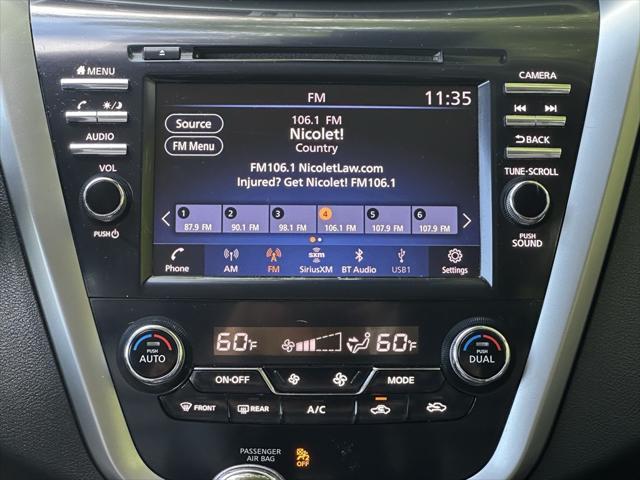 MENU
CAMERA
FM
11:35
Source
FM Menu
106.1 FM
Nicolet!
Country
FM106.1 NicoletLaw.com
Injured? Get Nicolet! FM106.1
AUDIO
BACK
VOL
PUSH
TUNE·SCROLL
PUSH
SOUND
1
87.9 FM
2
90.1 FM
3
98.1 FM
4
106.1 FM
5
107.9 FM
6
107.9 FM
Phone
AM
FM
sxm
SiriusXM
BT Audio
USB1
Settings
PUSH
AUTO
60°F
60°F
PUSH
DUAL
ON·OFF
MODE
FRONT
REAR
A/C
PASSENGER
AIR BAG
2
OFF